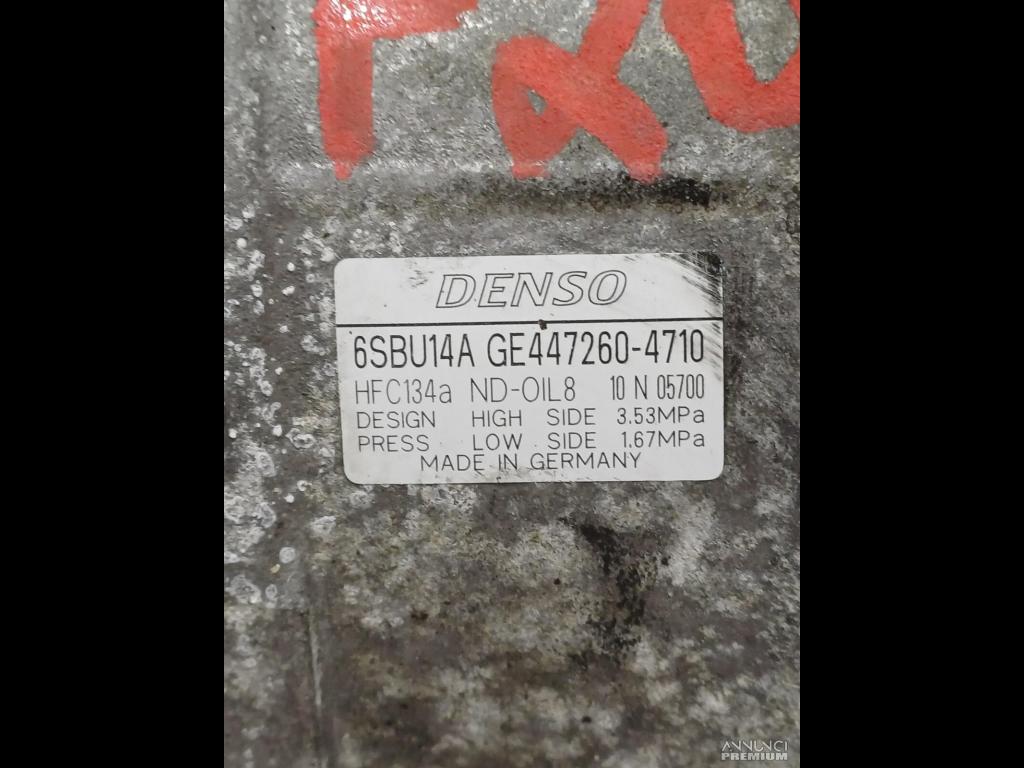 DENSO
6SBU14A GE447260-4710
HFC134a ND-OIL8 10 N 05700
DESIGN HIGH SIDE 3.53MPa
PRESS LOW SIDE 1.67MPa
MADE IN GERMANY
ANNUNCI
PREMIUM